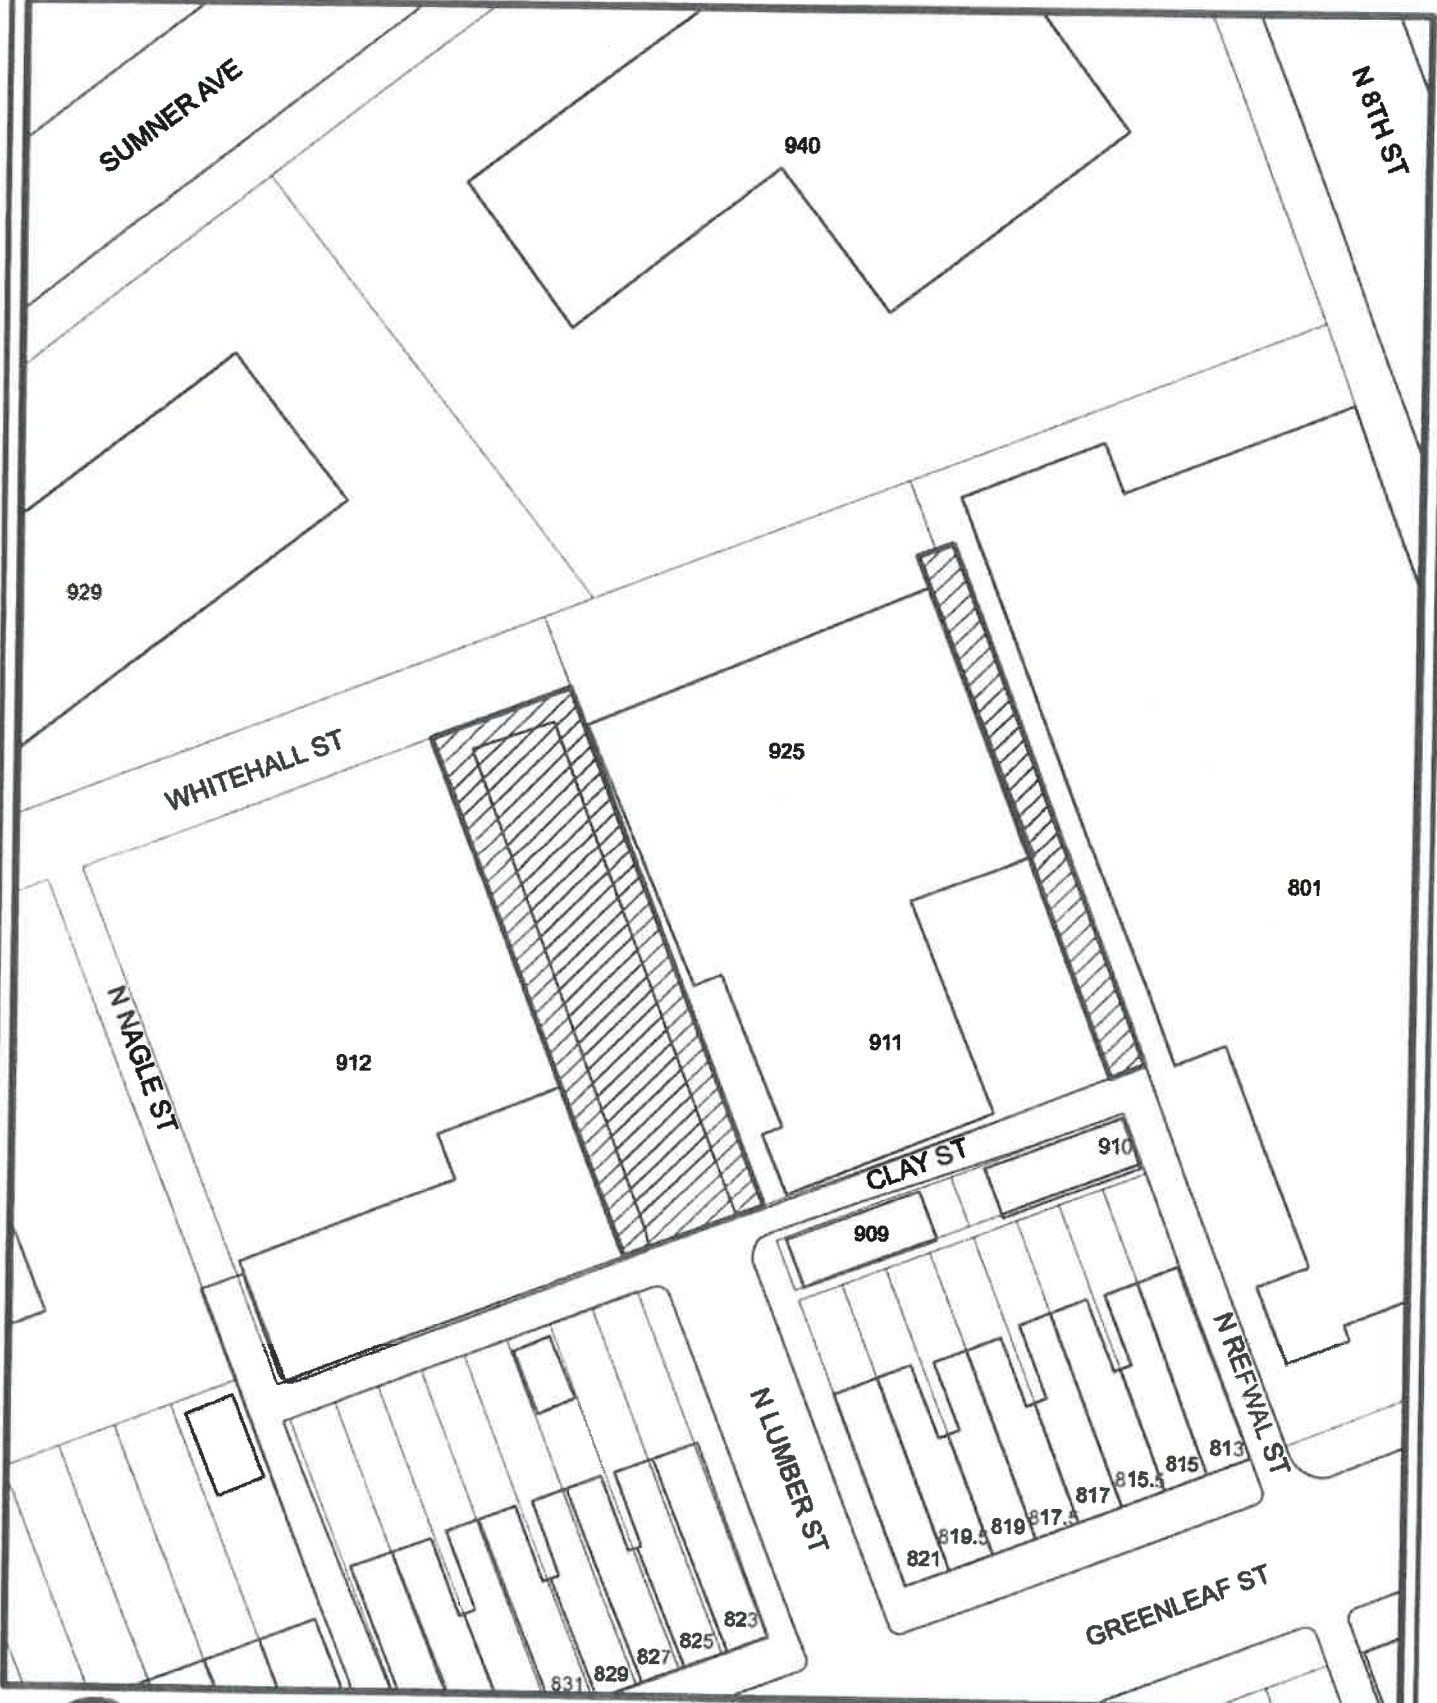 SUMNER AVE
N 8TH ST
940
929
WHITEHALL ST
925
801
N NAGLE ST
912
911
CLAY ST
910
909
N LUMBER ST
N REFWAL ST
813
815
815.5
817
817.5
819
819.5
821
GREENLEAF ST
823
825
827
829
831